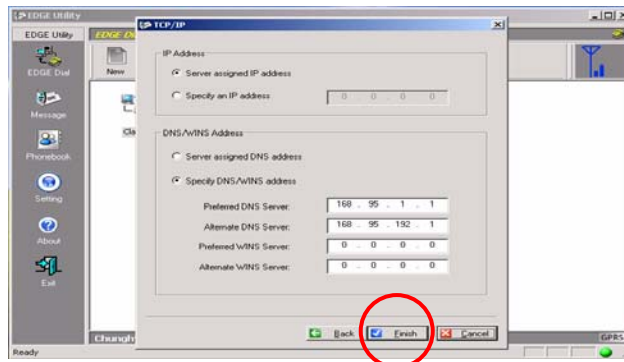 EDGE Utility
TCP/IP
EDGE Utility
EDGE Dial
New
Message
Phonebook
Setting
About
Exit
IP Address
Server assigned IP address
Specify an IP address
0 . 0 . 0 . 0
DNS/WINS Address
Server assigned DNS address
Specify DNS/WINS address
Preferred DNS Server: 168 . 95 . 1 . 1
Alternate DNS Server: 168 . 95 . 192 . 1
Preferred WINS Server: 0 . 0 . 0 . 0
Alternate WINS Server: 0 . 0 . 0 . 0
Back Finish Cancel
GPRS
Ready